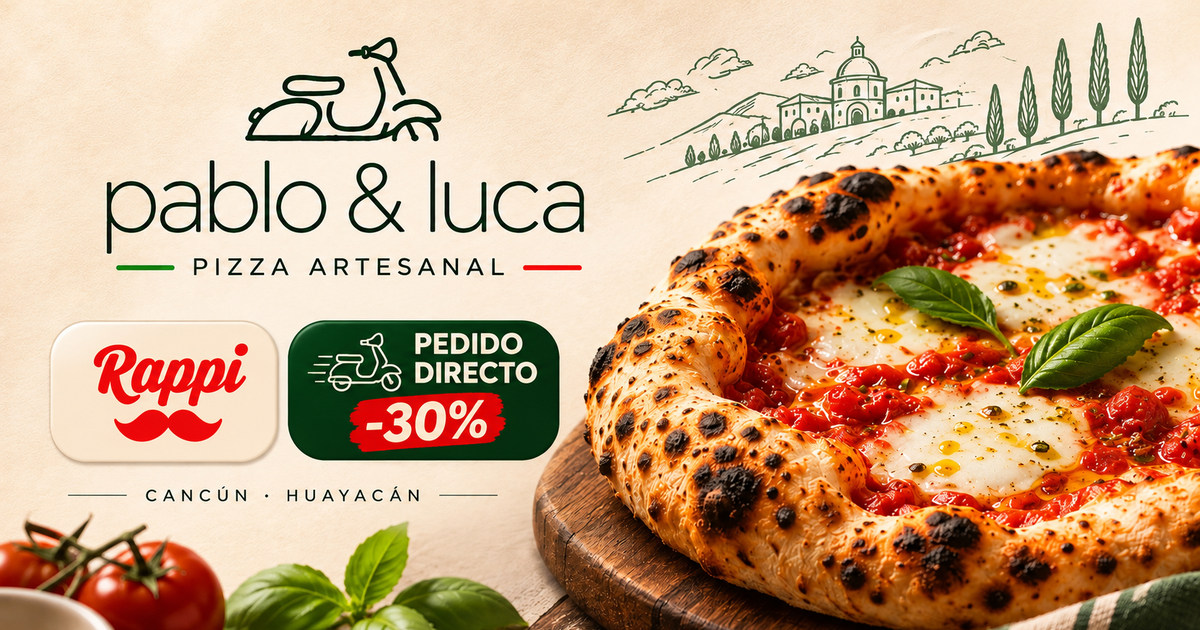 pablo & luca
PIZZA ARTESANAL
Rappi
PEDIDO
DIRECTO
-30%
CANCÚN · HUAYACÁN